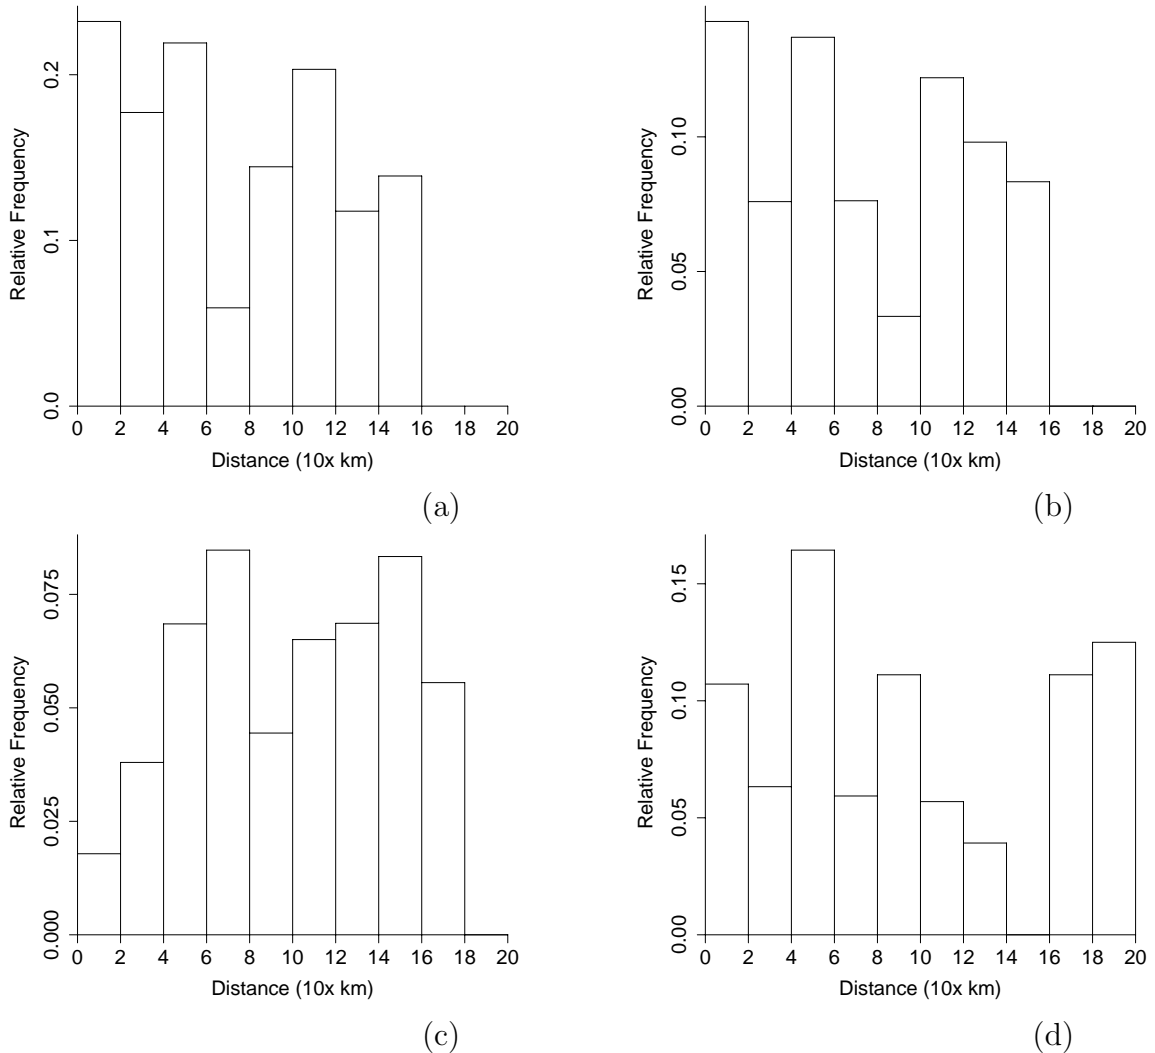 Relative Frequency
0.2
0.1
0.0
0 2 4 6 8 10 12 14 16 18 20
Distance (10x km)
(a)
Relative Frequency
0.10
0.05
0.00
0 2 4 6 8 10 12 14 16 18 20
Distance (10x km)
(b)
Relative Frequency
0.075
0.050
0.025
0.000
0 2 4 6 8 10 12 14 16 18 20
Distance (10x km)
(c)
Relative Frequency
0.15
0.10
0.05
0.00
0 2 4 6 8 10 12 14 16 18 20
Distance (10x km)
(d)